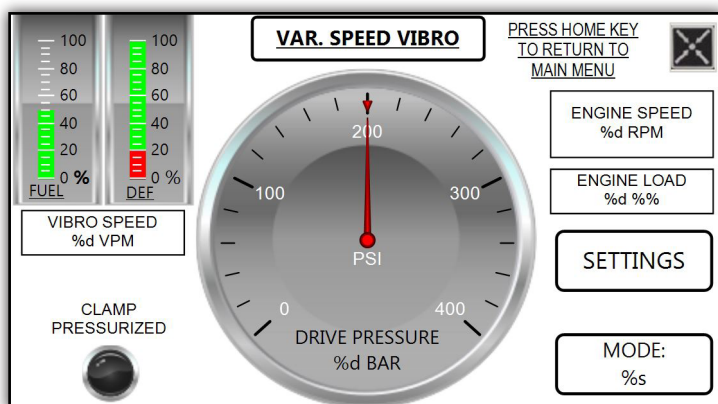 VAR. SPEED VIBRO
PRESS HOME KEY
TO RETURN TO
MAIN MENU
100
80
60
40
20
0 %
FUEL
100
80
60
40
20
0 %
DEF
VIBRO SPEED
%d VPM
CLAMP
PRESSURIZED
0
100
200
300
400
PSI
DRIVE PRESSURE
%d BAR
ENGINE SPEED
%d RPM
ENGINE LOAD
%d %%
SETTINGS
MODE:
%s